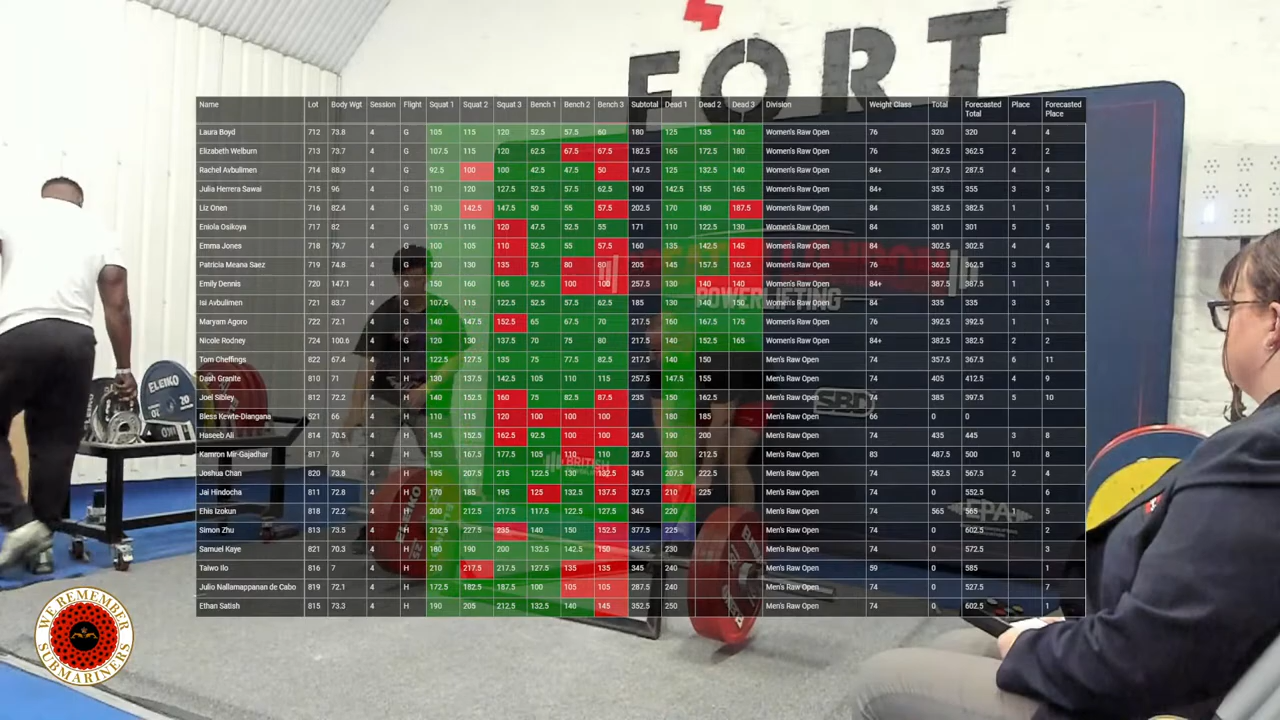 FORT
Name Lot Body Wgt Session Flight Squat 1 Squat 2 Squat 3 Bench 1 Bench 2 Bench 3 Subtotal Dead 1 Dead 2 Dead 3 Division Weight Class Total Forecasted Total Place Forecasted Place
Laura Boyd 712 73.8 4 G 105 115 120 52.5 57.5 60 180 125 135 140 Women's Raw Open 76 320 320 4 4
Elizabeth Welburn 713 73.7 4 G 107.5 115 120 62.5 67.5 67.5 182.5 165 172.5 180 Women's Raw Open 76 362.5 362.5 2 2
Rachel Avbulimen 714 88.9 4 G 92.5 100 100 42.5 47.5 50 147.5 125 132.5 140 Women's Raw Open 84+ 287.5 287.5 4 4
Julia Herrera Sawai 715 96 4 G 110 120 127.5 52.5 57.5 62.5 190 142.5 155 165 Women's Raw Open 84+ 355 355 3 3
Liz Onen 716 82.4 4 G 130 142.5 147.5 50 55 57.5 202.5 170 180 187.5 Women's Raw Open 84 382.5 382.5 1 1
Eniola Osikoya 717 82 4 G 107.5 116 120 47.5 52.5 55 171 110 122.5 130 Women's Raw Open 84 301 301 5 5
Emma Jones 718 79.7 4 G 100 105 110 52.5 55 57.5 160 135 142.5 145 Women's Raw Open 84 302.5 302.5 4 4
Patricia Meana Saez 719 74.8 4 G 120 130 135 75 80 80 205 145 157.5 162.5 Women's Raw Open 76 362.5 362.5 3 3
Emily Dennis 720 147.1 4 G 150 160 165 92.5 100 100 257.5 130 140 140 Women's Raw Open 84+ 387.5 387.5 1 1
Isi Avbulimen 721 83.7 4 G 107.5 115 122.5 52.5 57.5 62.5 185 130 140 150 Women's Raw Open 84 335 335 3 3
Maryam Agoro 722 72.1 4 G 140 147.5 152.5 65 67.5 70 217.5 160 167.5 175 Women's Raw Open 76 392.5 392.5 1 1
Nicole Rodney 724 100.6 4 G 120 130 137.5 70 75 80 217.5 140 152.5 165 Women's Raw Open 84+ 382.5 382.5 2 2
Tom Cheffings 822 67.4 4 H 122.5 127.5 135 75 77.5 82.5 217.5 140 150 Men's Raw Open 74 357.5 367.5 6 11
Dash Granite 810 71 4 H 130 137.5 142.5 105 110 115 257.5 147.5 155 Men's Raw Open 74 405 412.5 4 9
Joel Sibley 812 72.2 4 H 140 152.5 160 75 82.5 87.5 235 150 162.5 Men's Raw Open 74 385 397.5 5 10
Bless Kewte-Diangana 521 66 4 H 110 115 120 100 100 100 180 185 Men's Raw Open 66 0 0
Haseeb Ali 814 70.5 4 H 145 152.5 162.5 92.5 100 100 245 190 200 Men's Raw Open 74 435 445 3 8
Kamron Mir-Gajadhar 817 76 4 H 155 167.5 177.5 105 110 110 287.5 200 212.5 Men's Raw Open 83 487.5 500 10 8
Joshua Chan 820 73.8 4 H 195 207.5 215 122.5 130 132.5 345 207.5 222.5 Men's Raw Open 74 552.5 567.5 2 4
Jai Hindocha 811 72.8 4 H 170 185 195 125 132.5 137.5 327.5 210 225 Men's Raw Open 74 0 552.5 6
Ehis Izokun 818 72.2 4 H 200 212.5 217.5 117.5 122.5 127.5 345 220 Men's Raw Open 74 565 565 1 5
Simon Zhu 813 73.5 4 H 212.5 227.5 235 140 150 152.5 377.5 225 Men's Raw Open 74 0 602.5 2
Samuel Kaye 821 70.3 4 H 180 190 200 132.5 142.5 150 342.5 230 Men's Raw Open 74 0 572.5 3
Taiwo Ilo 816 7 4 H 210 217.5 217.5 127.5 135 135 345 240 Men's Raw Open 59 0 585 1
Julio Nallamappanan de Cabo 819 72.1 4 H 172.5 182.5 187.5 100 105 105 287.5 240 Men's Raw Open 74 0 527.5 7
Ethan Satish 815 73.3 4 H 190 205 212.5 132.5 140 145 352.5 250 Men's Raw Open 74 0 602.5 1
POWERLIFTING
SBD
BRITISH
EPA
ELEIKO
20
WE REMEMBER
SUBMARINERS